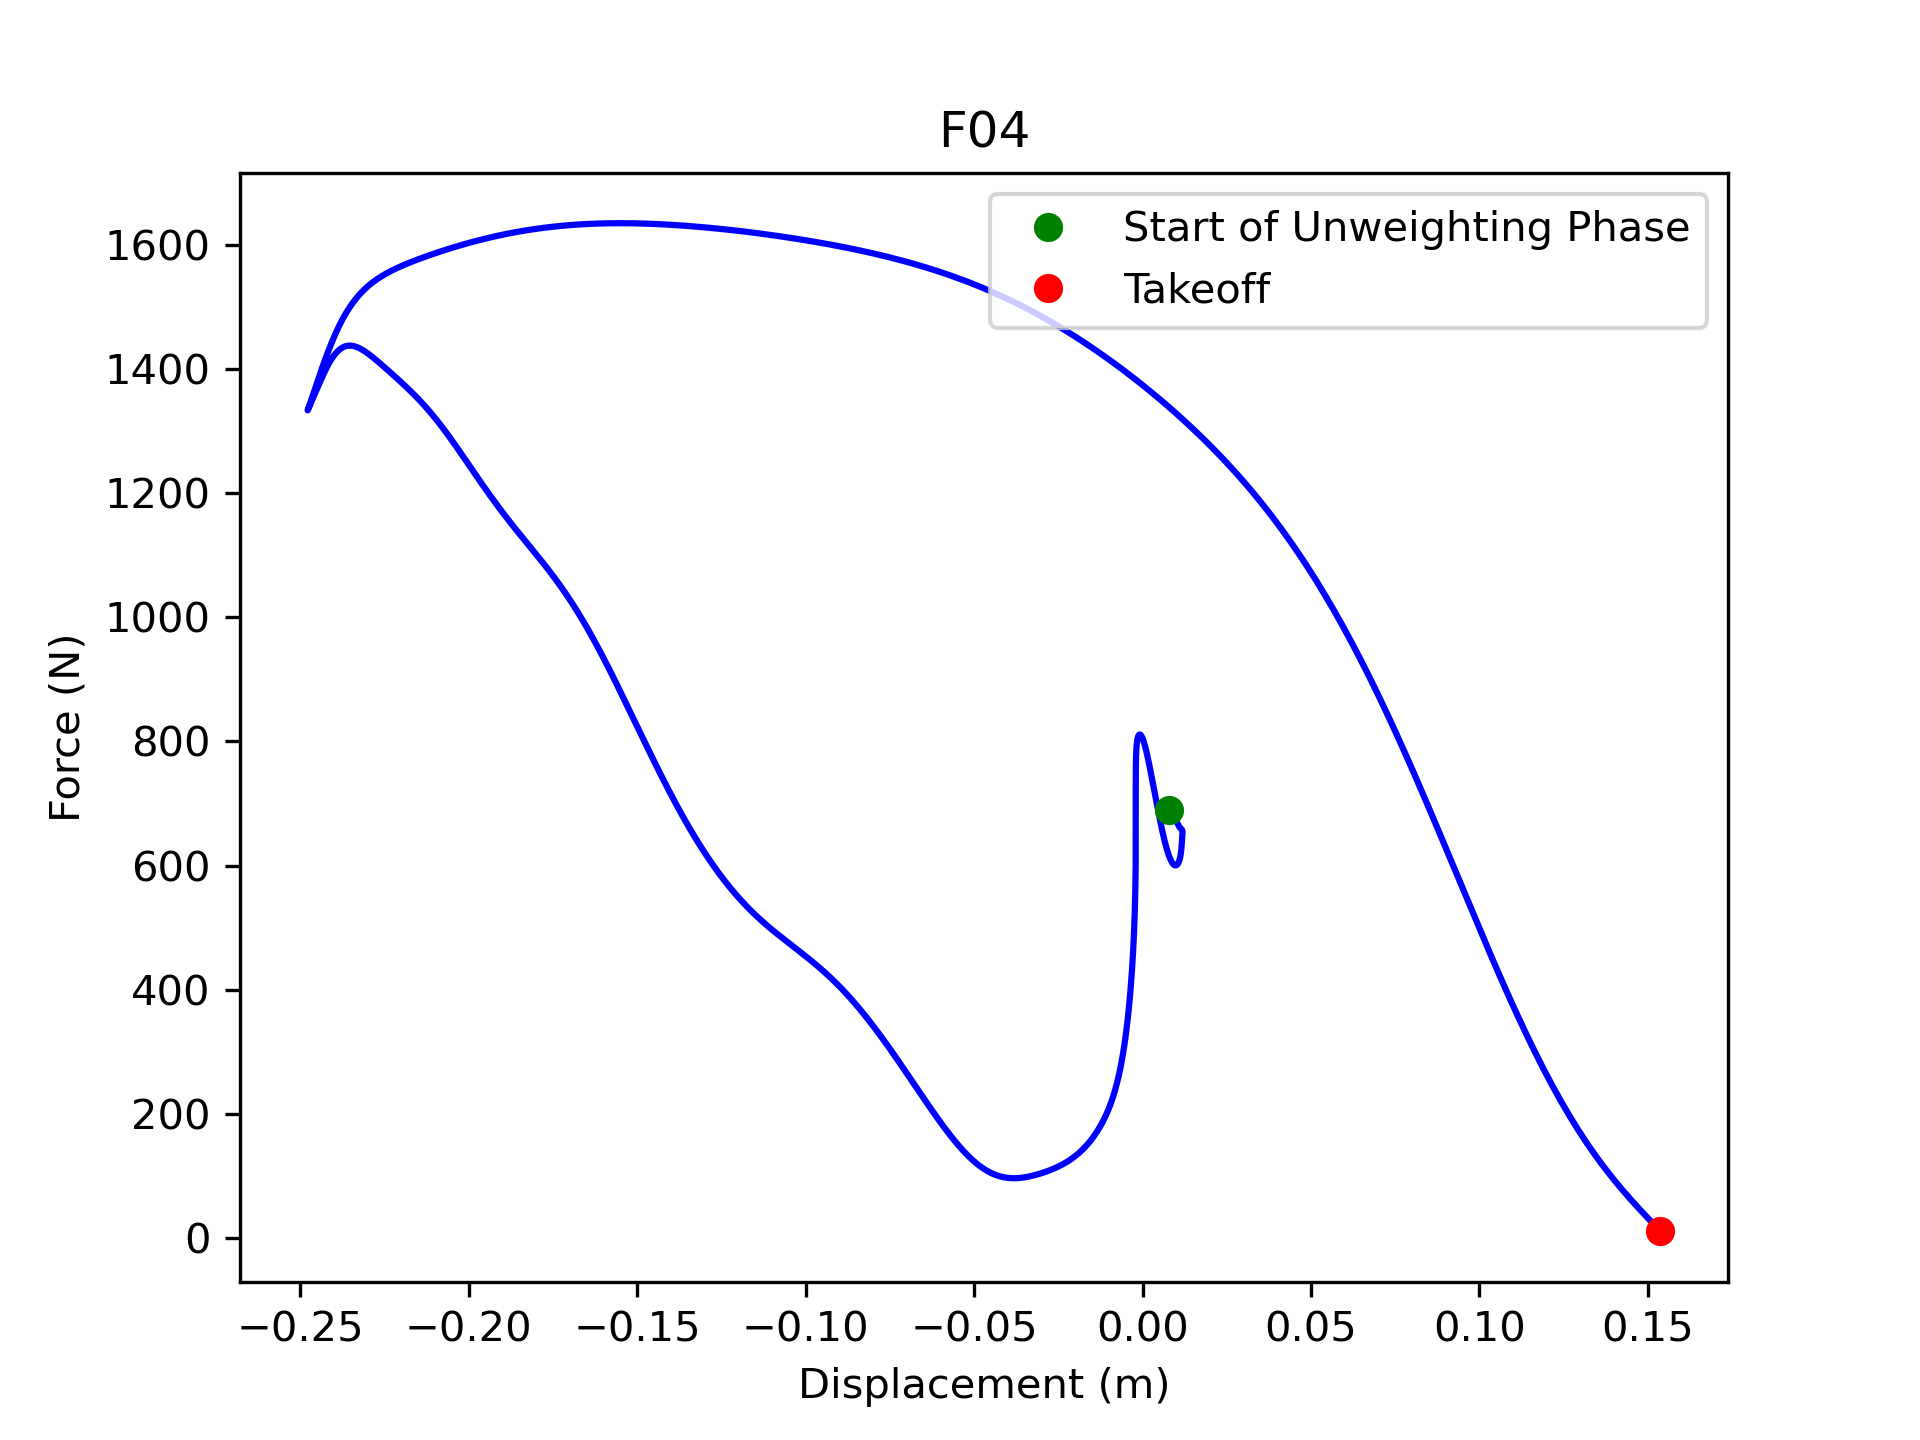 F04
Start of Unweighting Phase
Takeoff
1600
1400
1200
1000
800
600
400
200
0
Force (N)
−0.25 −0.20 −0.15 −0.10 −0.05 0.00 0.05 0.10 0.15
Displacement (m)